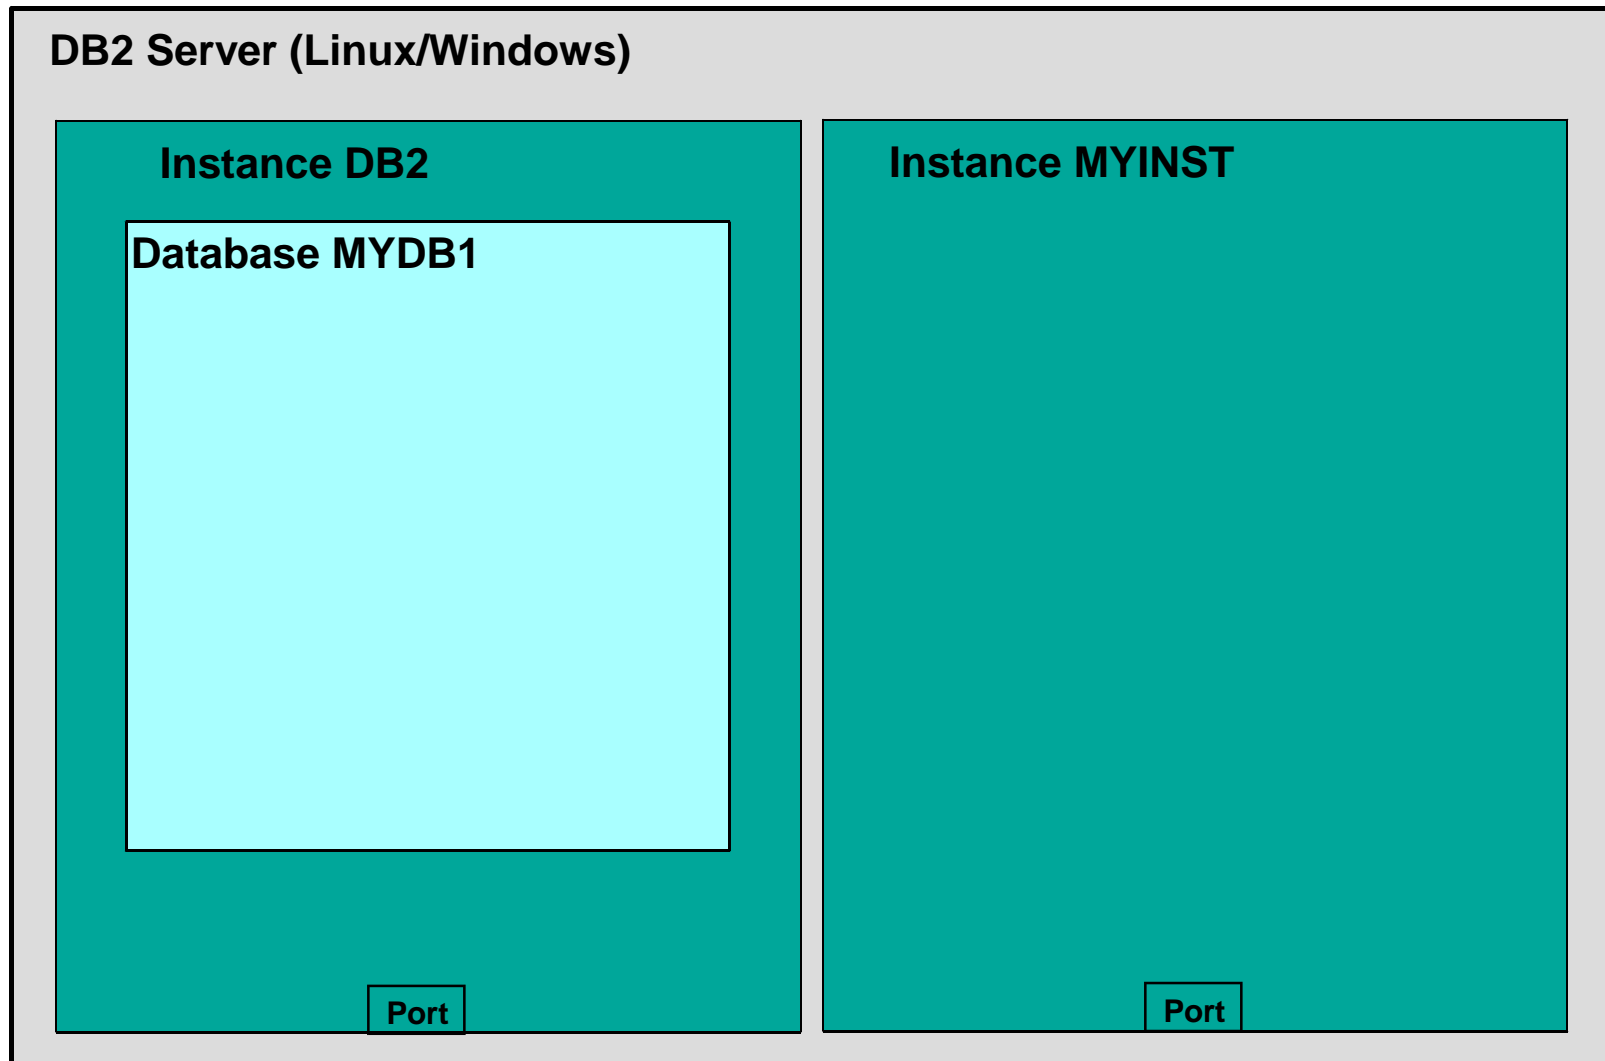 DB2 Server (Linux/Windows)
Instance DB2
Database MYDB1
Port
Instance MYINST
Port